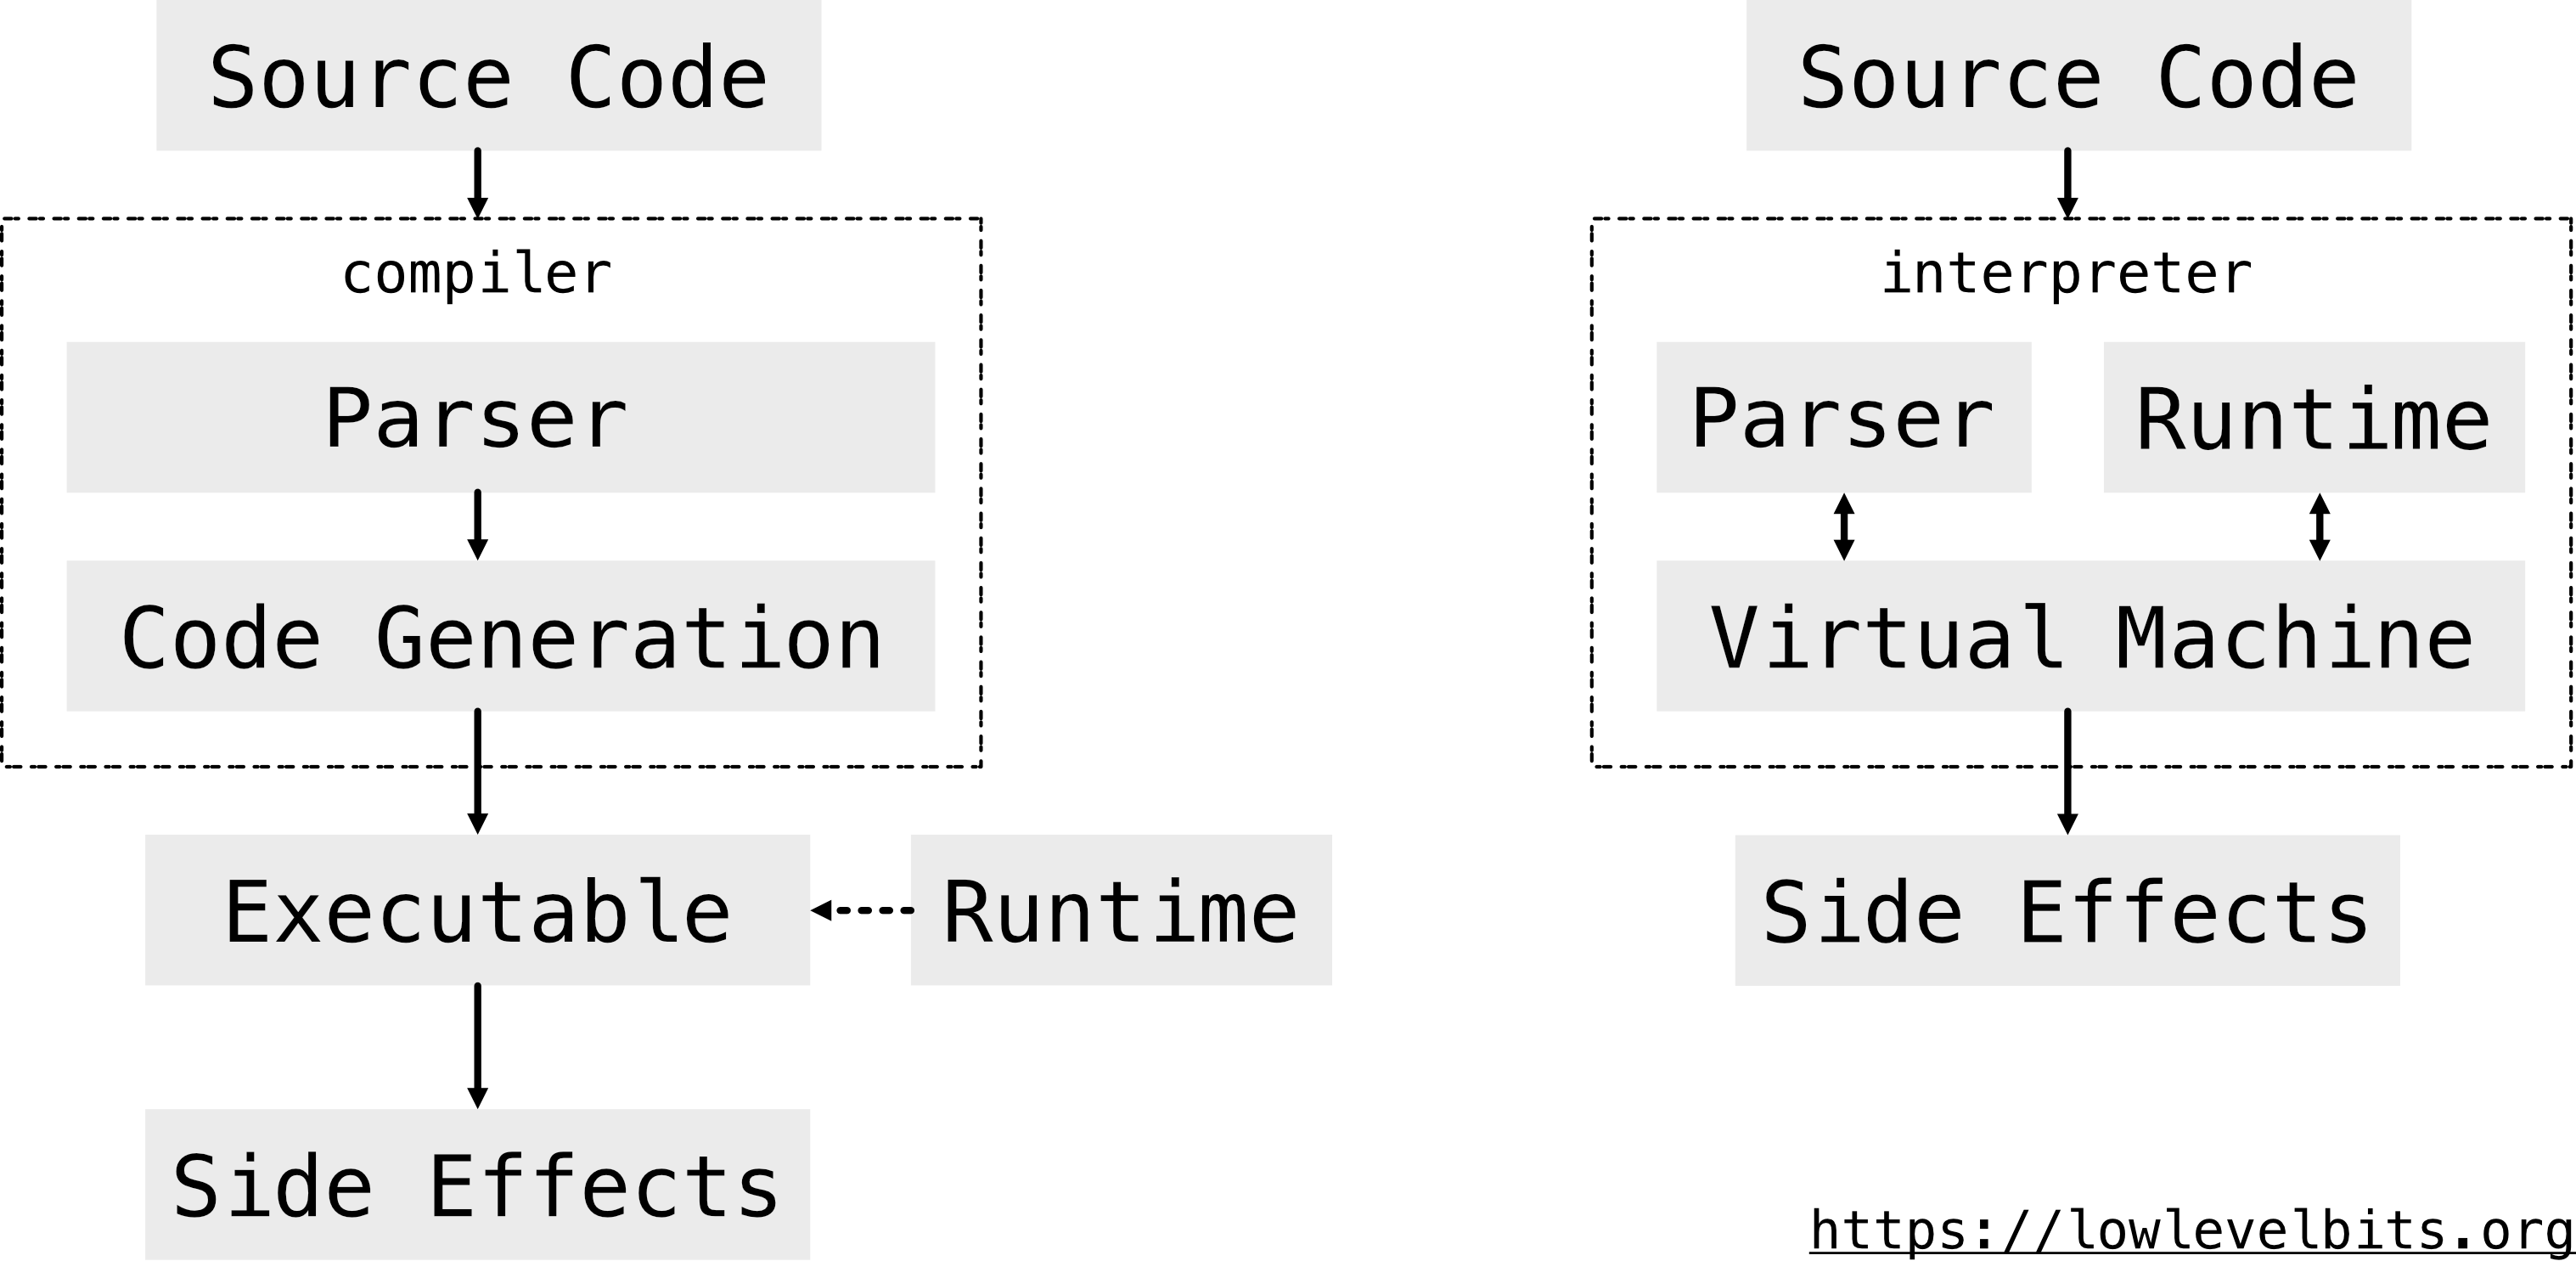 Source Code
compiler
Parser
Code Generation
Executable
Runtime
Side Effects
Source Code
interpreter
Parser
Runtime
Virtual Machine
Side Effects
https://lowlevelbits.org